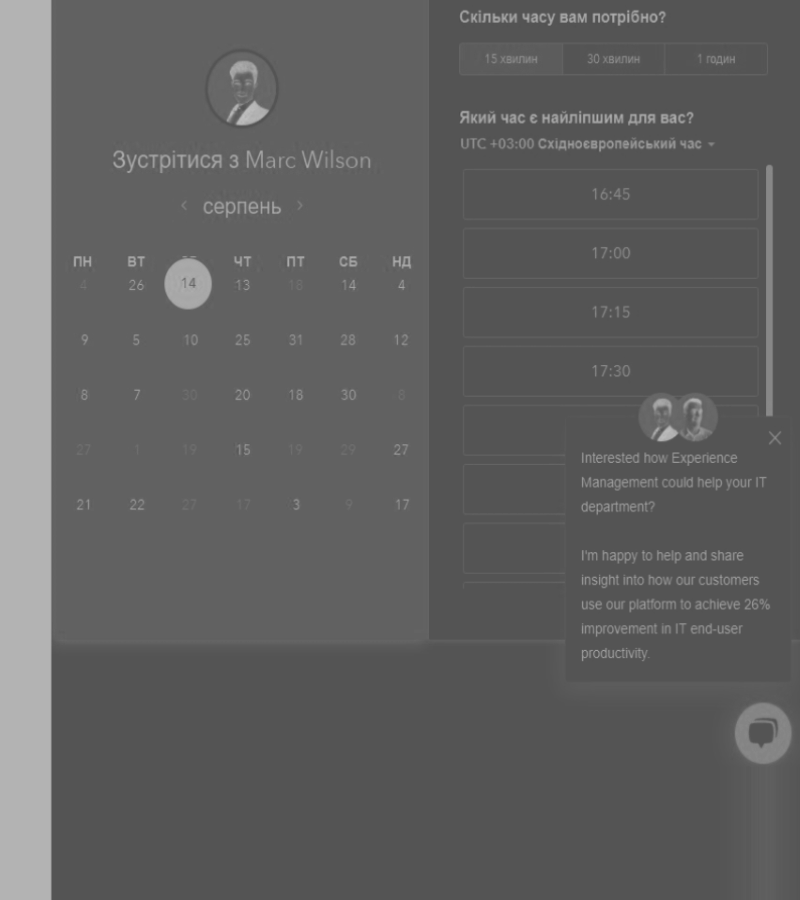 Зустрітися з Marc Wilson
серпень
ПН ВТ ЧТ ПТ СБ НД
4 26 14 13 18 14 4
9 5 10 25 31 28 12
8 7 30 20 18 30 8
27 1 19 15 19 29 27
21 22 27 17 3 9 17
Скільки часу вам потрібно?
15 хвилин 30 хвилин 1 годин
Який час є найліпшим для вас?
UTC +03:00 Східноєвропейський час
16:45
17:00
17:15
17:30
Interested how Experience
Management could help your IT
department?
I'm happy to help and share
insight into how our customers
use our platform to achieve 26%
improvement in IT end-user
productivity.